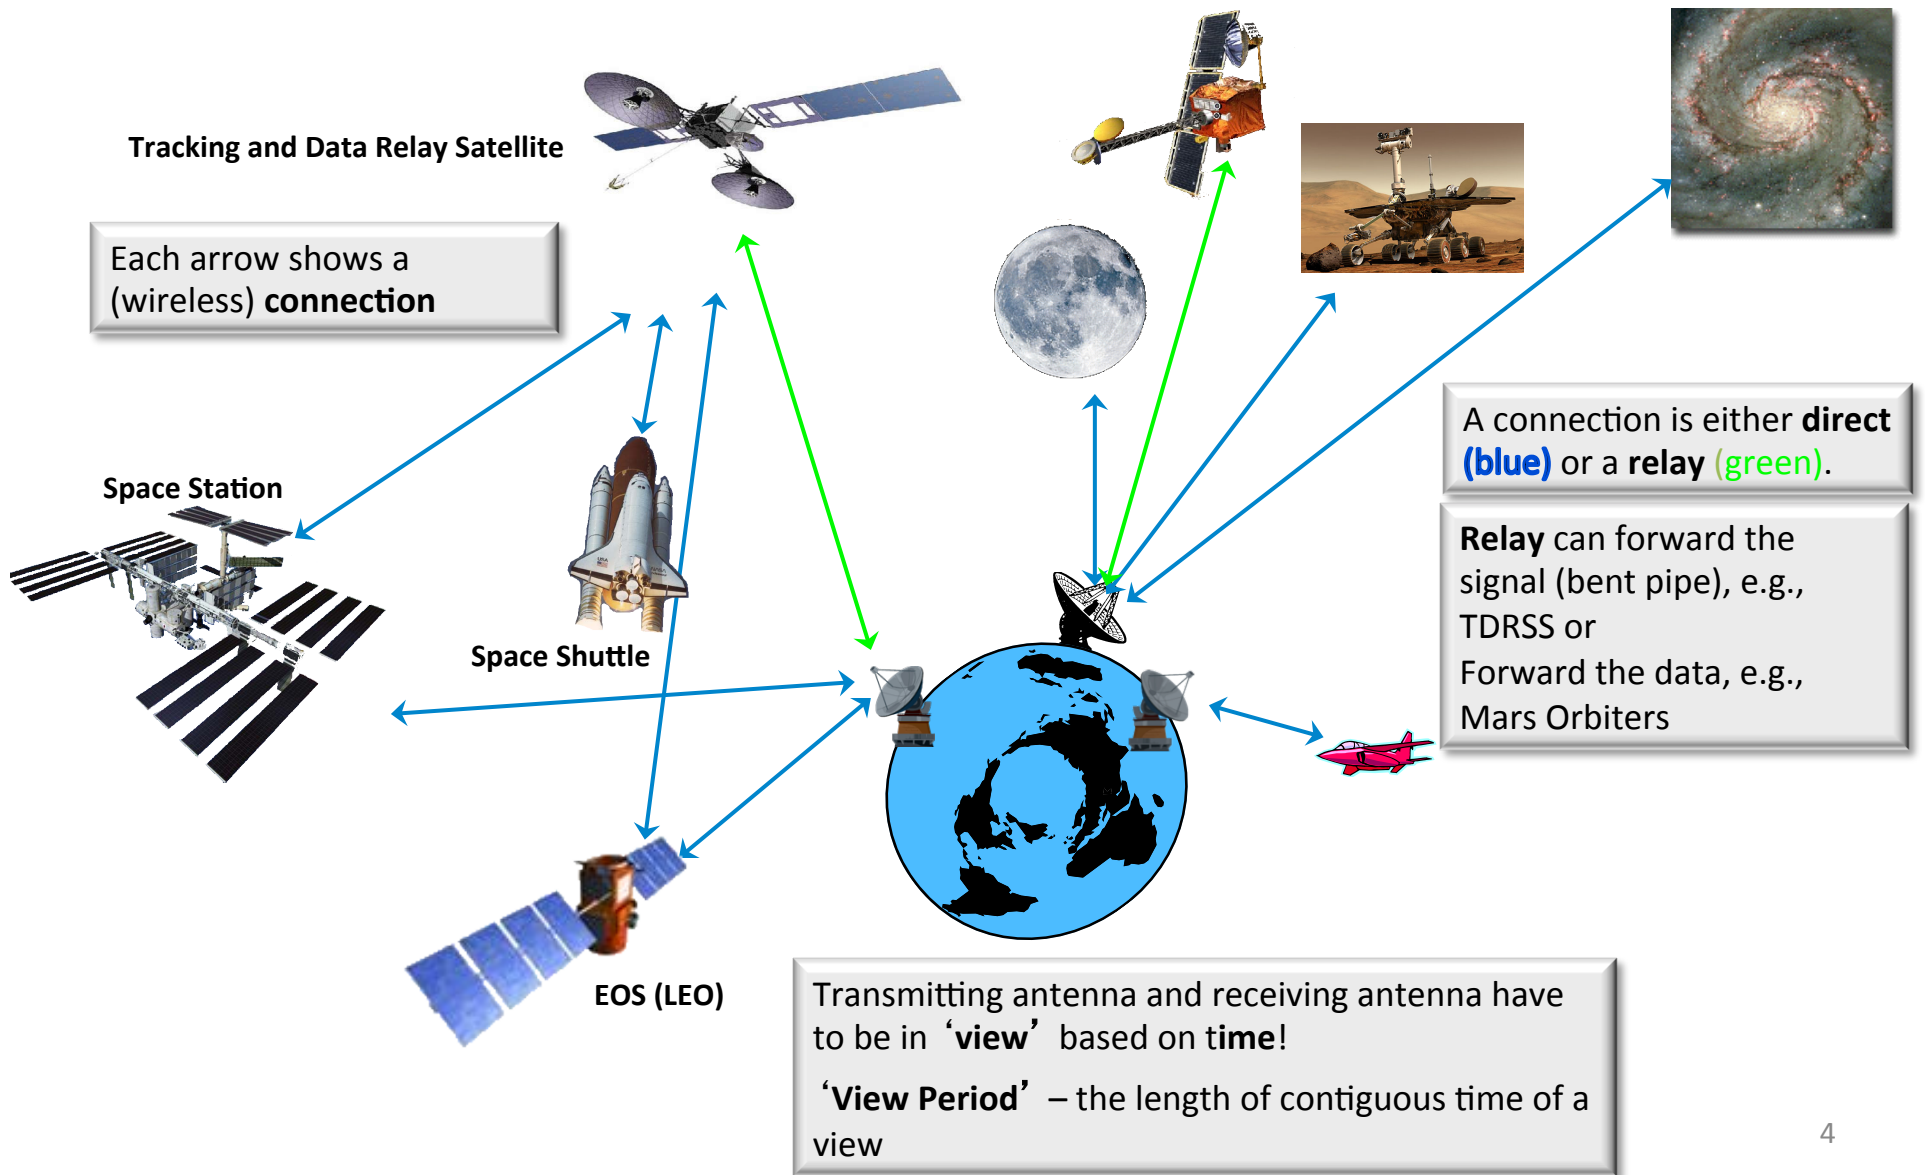 Tracking and Data Relay Satellite
Each arrow shows a
(wireless) connection
A connection is either direct
(blue) or a relay (green).
Space Station
Relay can forward the
signal (bent pipe), e.g.,
TDRSS or
Forward the data, e.g.,
Mars Orbiters
Space Shuttle
EOS (LEO)
Transmitting antenna and receiving antenna have
to be in ‘view’ based on time!
‘View Period’ – the length of contiguous time of a
view
4